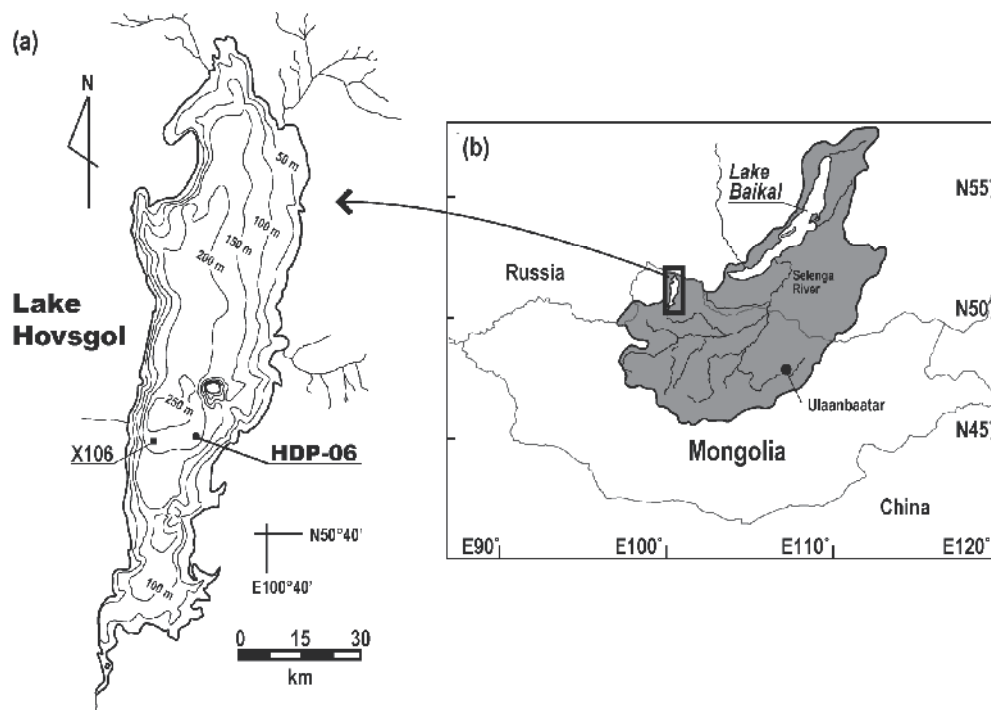 (a)
N
50 m
100 m
150 m
200 m
Lake
Hovsgol
250 m
X106
HDP-06
N50°40'
E100°40'
100 m
0 15 30
km
(b)
Lake
Baikal
N55°
Russia
Selenga
River
N50°
Ulaanbaatar
N45°
Mongolia
China
E90° E100° E110° E120°